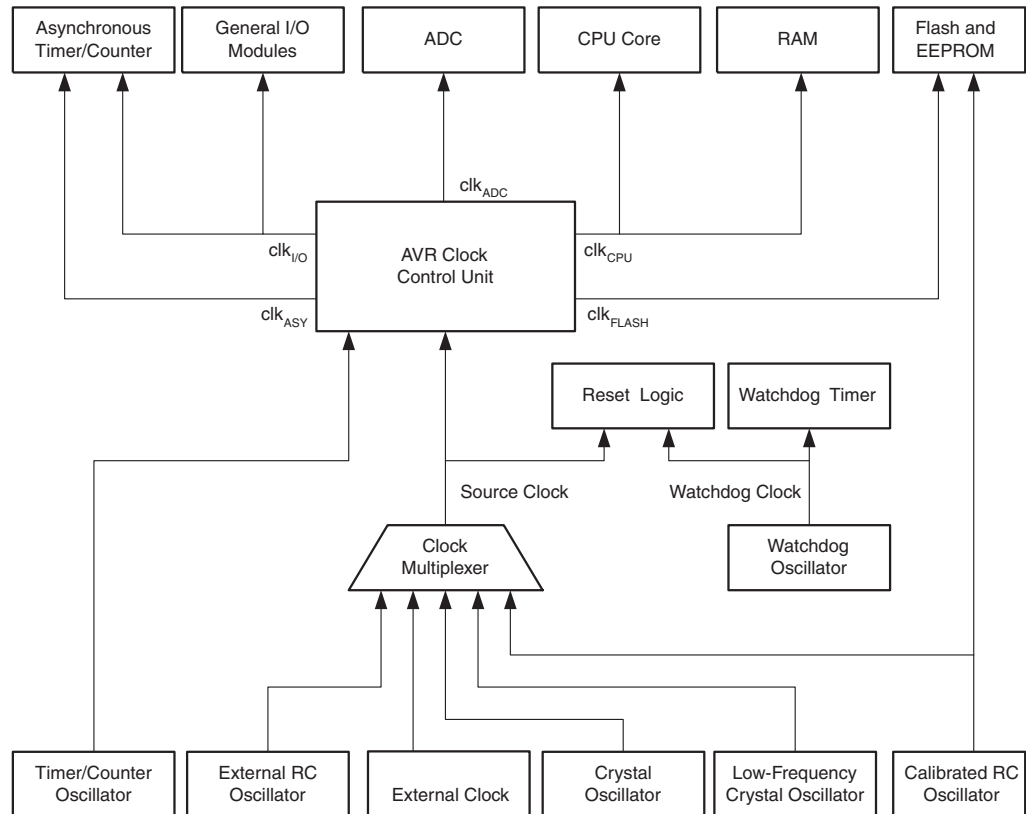 Asynchronous
Timer/Counter
General I/O
Modules
ADC
CPU Core
RAM
Flash and
EEPROM
clkADC
clkI/O
AVR Clock
Control Unit
clkCPU
clkASY
clkFLASH
Reset Logic
Watchdog Timer
Source Clock
Watchdog Clock
Clock
Multiplexer
Watchdog
Oscillator
Timer/Counter
Oscillator
External RC
Oscillator
External Clock
Crystal
Oscillator
Low-Frequency
Crystal Oscillator
Calibrated RC
Oscillator